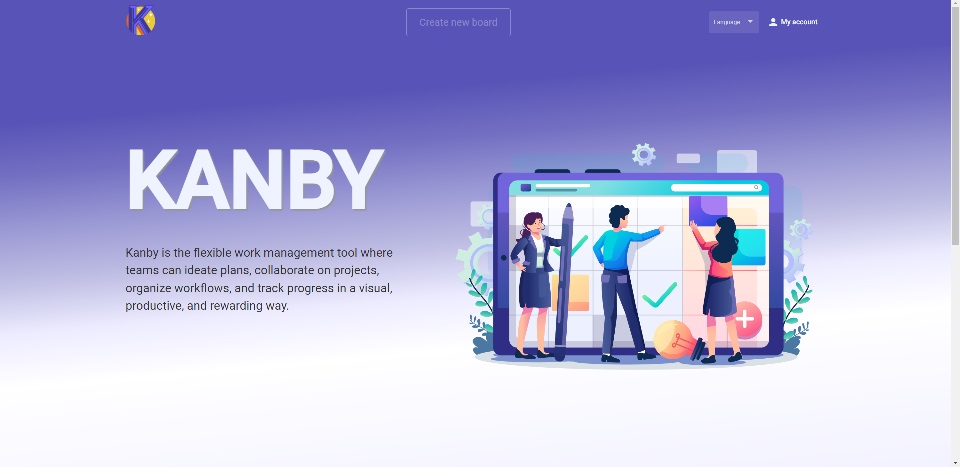 K
Create new board
Language
My account
KANBY
Kanby is the flexible work management tool where
teams can ideate plans, collaborate on projects,
organize workflows, and track progress in a visual,
productive, and rewarding way.